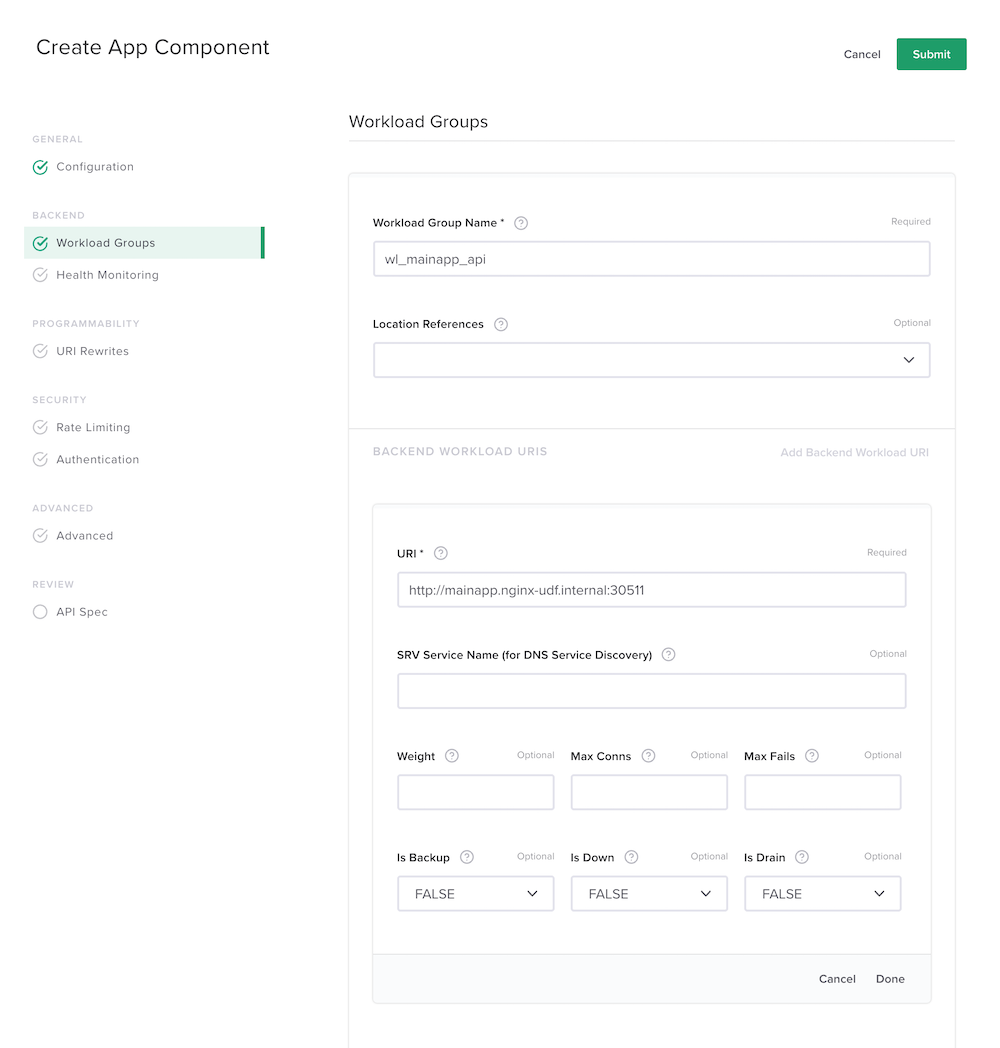 Create App Component
Cancel
Submit
GENERAL
Configuration
BACKEND
Workload Groups
Health Monitoring
PROGRAMMABILITY
URI Rewrites
SECURITY
Rate Limiting
Authentication
ADVANCED
Advanced
REVIEW
API Spec
Workload Groups
Workload Group Name * ? Required
wl_mainapp_api
Location References ? Optional
BACKEND WORKLOAD URIS Add Backend Workload URI
URI * ? Required
http://mainapp.nginx-udf.internal:30511
SRV Service Name (for DNS Service Discovery) ? Optional
Weight ? Optional Max Conns ? Optional Max Fails ? Optional
Is Backup ? Optional Is Down ? Optional Is Drain ? Optional
FALSE FALSE FALSE
Cancel Done